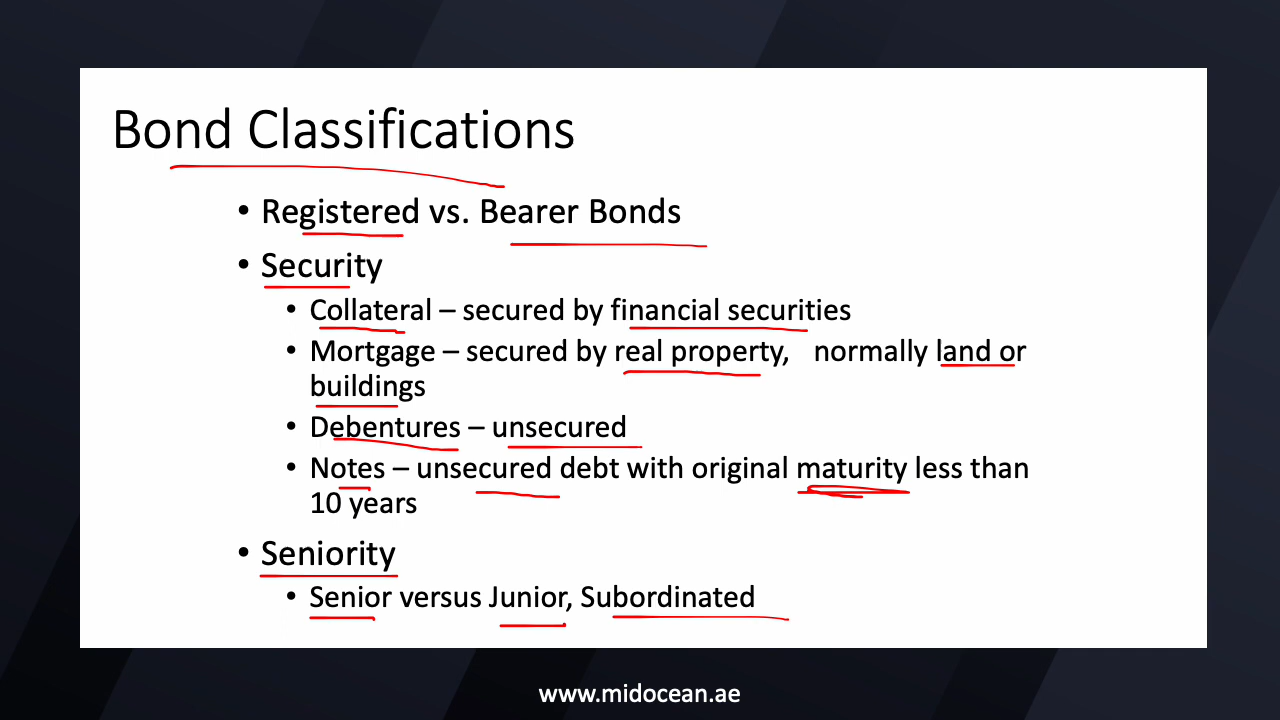 Bond Classifications
• Registered vs. Bearer Bonds
• Security
• Collateral – secured by financial securities
• Mortgage – secured by real property, normally land or
buildings
• Debentures – unsecured
• Notes – unsecured debt with original maturity less than
10 years
• Seniority
• Senior versus Junior, Subordinated
www.midocean.ae